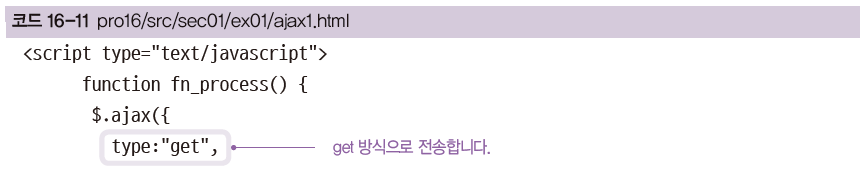 코드 16-11 pro16/src/sec01/ex01/ajax1.html
<script type="text/javascript">
function fn_process() {
$.ajax({
type:"get", get 방식으로 전송합니다.